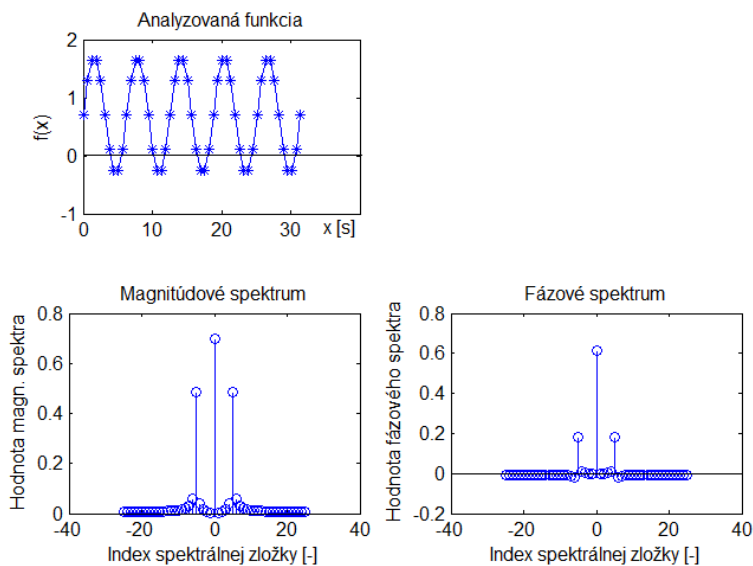 Analyzovaná funkcia
f(x)
2
1
0
-1
0 10 20 30
x [s]
Magnitúdové spektrum
Hodnota magn. spektra
0.8
0.6
0.4
0.2
0
-40 -20 0 20 40
Index spektrálnej zložky [-]
Fázové spektrum
Hodnota fázového spektra
0.8
0.6
0.4
0.2
0
-0.2
-40 -20 0 20 40
Index spektrálnej zložky [-]